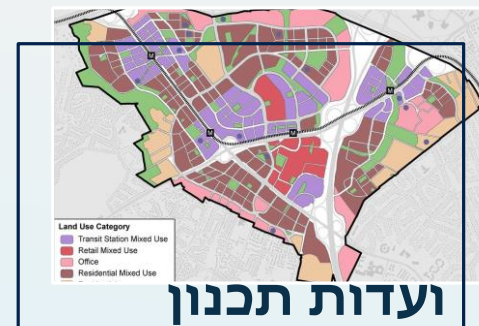 M
M
M
M
Land Use Category
Transit Station Mixed Use
Retail Mixed Use
Office
Residential Mixed Use
ועדות תכנון